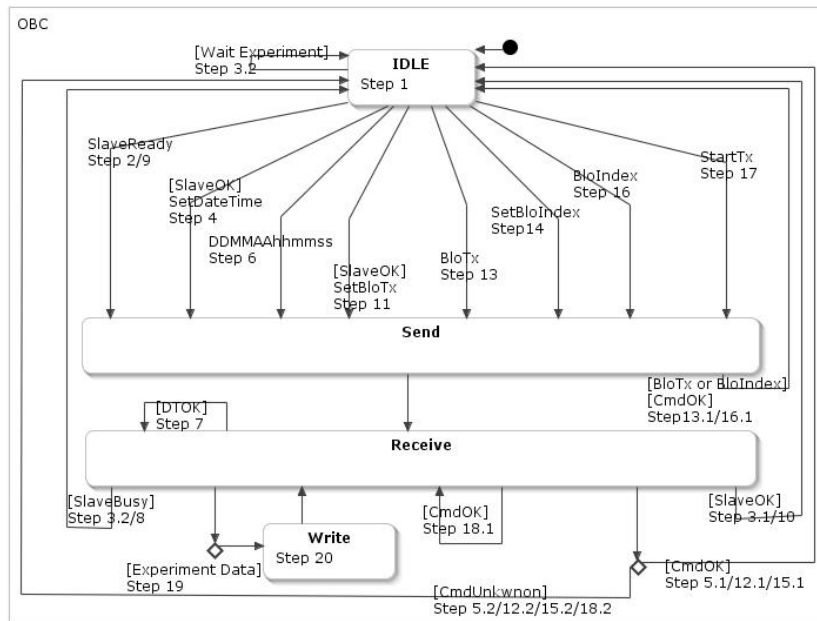 OBC
[Wait Experiment]
Step 3.2
IDLE
Step 1
SlaveReady
Step 2/9
[SlaveOK]
SetDateTime
Step 4
DDMMAAhhmmss
Step 6
[SlaveOK]
SetBloTx
Step 11
BloTx
Step 13
SetBloIndex
Step14
BloIndex
Step 16
StartTx
Step 17
Send
[BloTx or BloIndex]
[CmdOK]
Step13.1/16.1
[DTOK]
Step 7
Receive
[SlaveBusy]
Step 3.2/8
[CmdOK]
Step 18.1
[SlaveOK]
Step 3.1/10
Write
Step 20
[Experiment Data]
Step 19
[CmdOK]
Step 5.1/12.1/15.1
[CmdUnkwnon]
Step 5.2/12.2/15.2/18.2